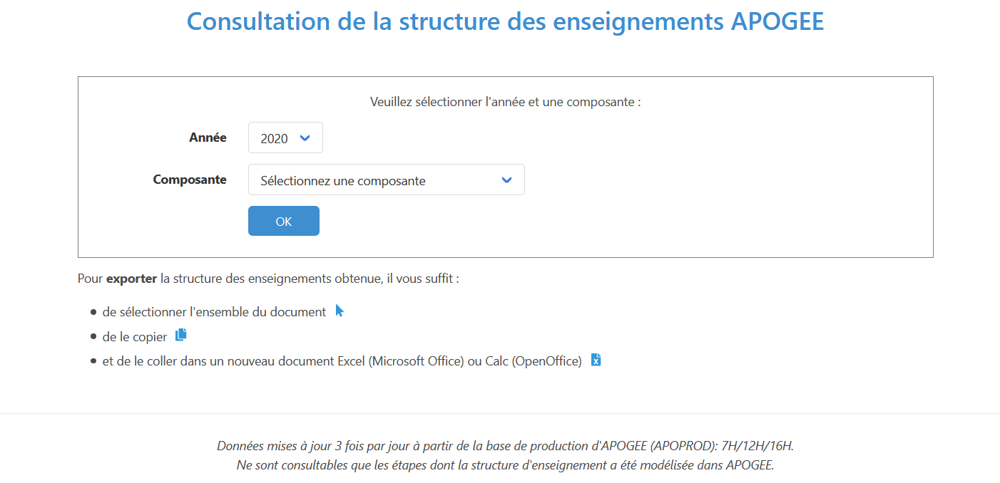 Consultation de la structure des enseignements APOGEE
Veuillez sélectionner l'année et une composante :
Année
2020
Composante
Sélectionnez une composante
OK
Pour exporter la structure des enseignements obtenue, il vous suffit :
de sélectionner l'ensemble du document
de le copier
et de le coller dans un nouveau document Excel (Microsoft Office) ou Calc (OpenOffice)
Données mises à jour 3 fois par jour à partir de la base de production d'APOGEE (APOPROD): 7H/12H/16H.
Ne sont consultables que les étapes dont la structure d'enseignement a été modélisée dans APOGEE.